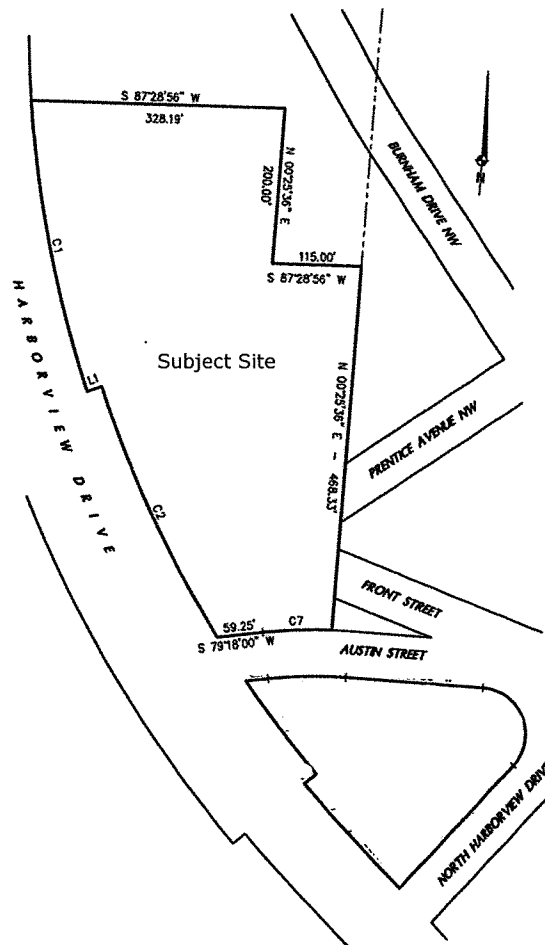 S 87°28'56" W
328.19'
N 00°25'36" E
200.00'
BURNHAM DRIVE NW
N
115.00'
S 87°28'56" W
C1
HARBORVIEW DRIVE
Subject Site
L1
N 00°25'36" E - 468.33'
PRENTICE AVENUE NW
C2
FRONT STREET
59.25'
C7
S 79°18'00" W
AUSTIN STREET
NORTH HARBORVIEW DRIVE